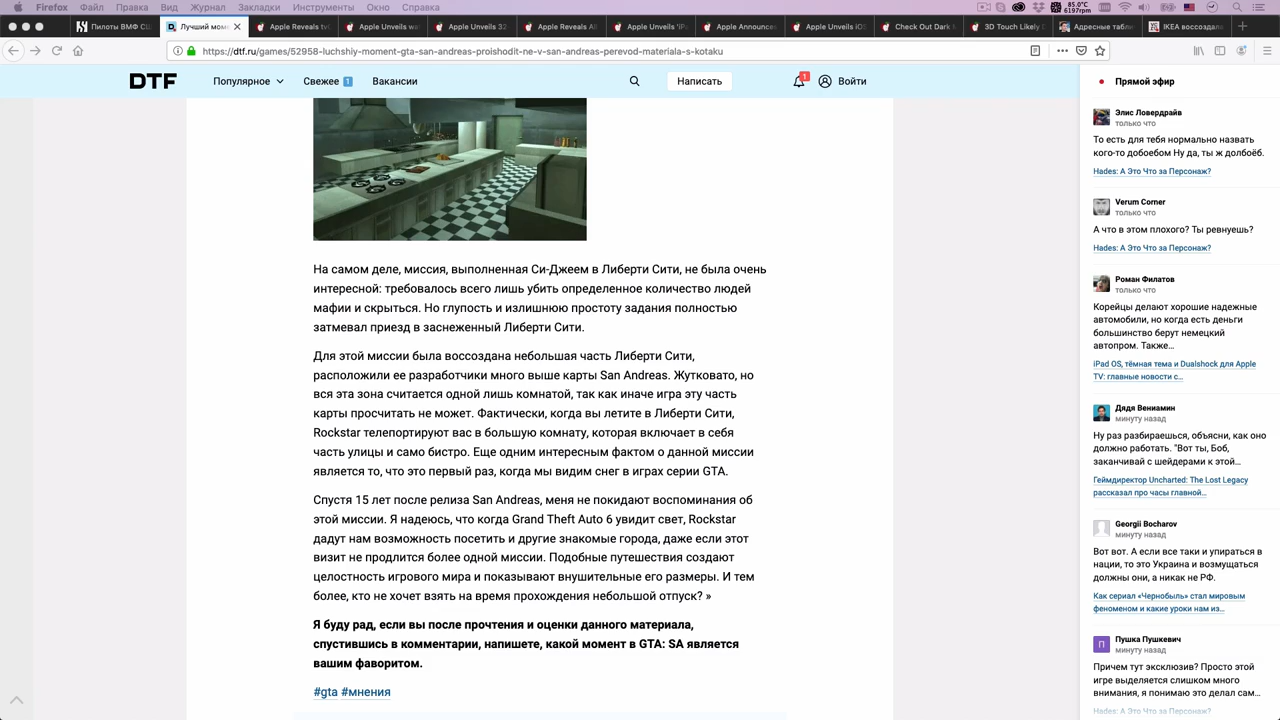 Firefox Файл Правка Вид Журнал Закладки Инструменты Окно Справка
85.0°C
6197rpm
Пилоты ВМФ СШ
Лучший мом
Apple Reveals tvO
Apple Unveils wa
Apple Unveils 32
Apple Reveals Al
Apple Unveils 'iPa
Apple Announce
Apple Unveils iOS
Check Out Dark M
3D Touch Likely D
Адресные табли
IKEA воссоздал
https://dtf.ru/games/52958-luchshiy-moment-gta-san-andreas-proishodit-ne-v-san-andreas-perevod-materiala-s-kotaku
DTF Популярное Свежее 1 Вакансии Написать 1 Войти
На самом деле, миссия, выполненная Си-Джеем в Либерти Сити, не была очень
интересной: требовалось всего лишь убить определенное количество людей
мафии и скрыться. Но глупость и излишнюю простоту задания полностью
затмевал приезд в заснеженный Либерти Сити.
Для этой миссии была воссоздана небольшая часть Либерти Сити,
расположили ее разработчики много выше карты San Andreas. Жутковато, но
вся эта зона считается одной лишь комнатой, так как иначе игра эту часть
карты просчитать не может. Фактически, когда вы летите в Либерти Сити,
Rockstar телепортируют вас в большую комнату, которая включает в себя
часть улицы и само бистро. Еще одним интересным фактом о данной миссии
является то, что это первый раз, когда мы видим снег в играх серии GTA.
Спустя 15 лет после релиза San Andreas, меня не покидают воспоминания об
этой миссии. Я надеюсь, что когда Grand Theft Auto 6 увидит свет, Rockstar
дадут нам возможность посетить и другие знакомые города, даже если этот
визит не продлится более одной миссии. Подобные путешествия создают
целостность игрового мира и показывают внушительные его размеры. И тем
более, кто не хочет взять на время прохождения небольшой отпуск? »
Я буду рад, если вы после прочтения и оценки данного материала,
спустившись в комментарии, напишете, какой момент в GTA: SA является
вашим фаворитом.
#gta #мнения
Прямой эфир
Элис Ловердрайв
только что
То есть для тебя нормально назвать
кого-то добоебом Ну да, ты ж долбоёб.
Hades: А Это Что за Персонаж?
Verum Corner
только что
А что в этом плохого? Ты ревнуешь?
Hades: А Это Что за Персонаж?
Роман Филатов
только что
Корейцы делают хорошие надежные
автомобили, но когда есть деньги
большинство берут немецкий
автопром. Также...
iPad OS, тёмная тема и Dualshock для Apple
TV: главные новости с...
Дядя Вениамин
минуту назад
Ну раз разбираешься, объясни, как оно
должно работать. "Вот ты, Боб,
заканчивай с шейдерами к этой...
Геймдиректор Uncharted: The Lost Legacy
рассказал про часы главной...
Georgii Bocharov
минуту назад
Вот вот. А если все таки и упираться в
нации, то это Украина и возмущаться
должны они, а никак не РФ.
Как сериал «Чернобыль» стал мировым
феноменом и какие уроки нам из...
П
Пушка Пушкевич
минуту назад
Причем тут эксклюзив? Просто этой
игре выделяется слишком много
внимания, я понимаю это делал сам...
Hades: А Это Что за Персонаж?